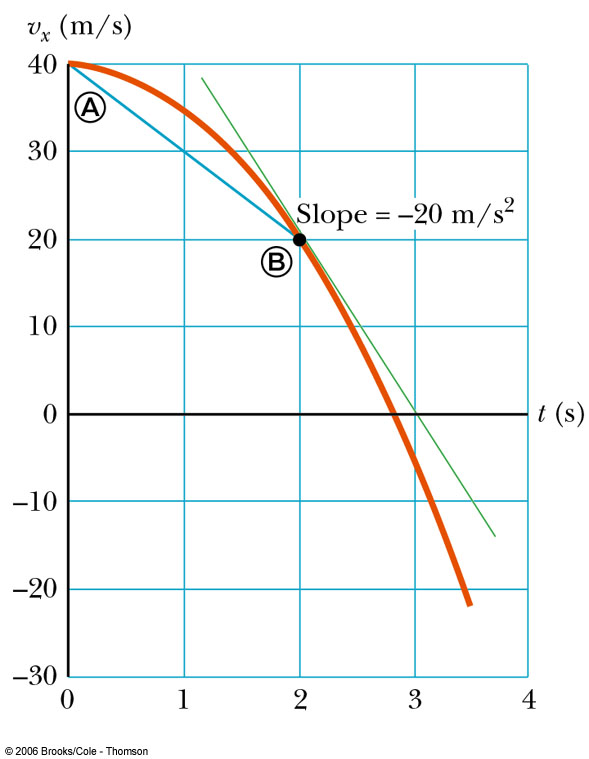 vₓ (m/s)
40
Ⓐ
30
Slope = –20 m/s²
20
Ⓑ
10
0
t (s)
–10
–20
–30
0 1 2 3 4
© 2006 Brooks/Cole - Thomson